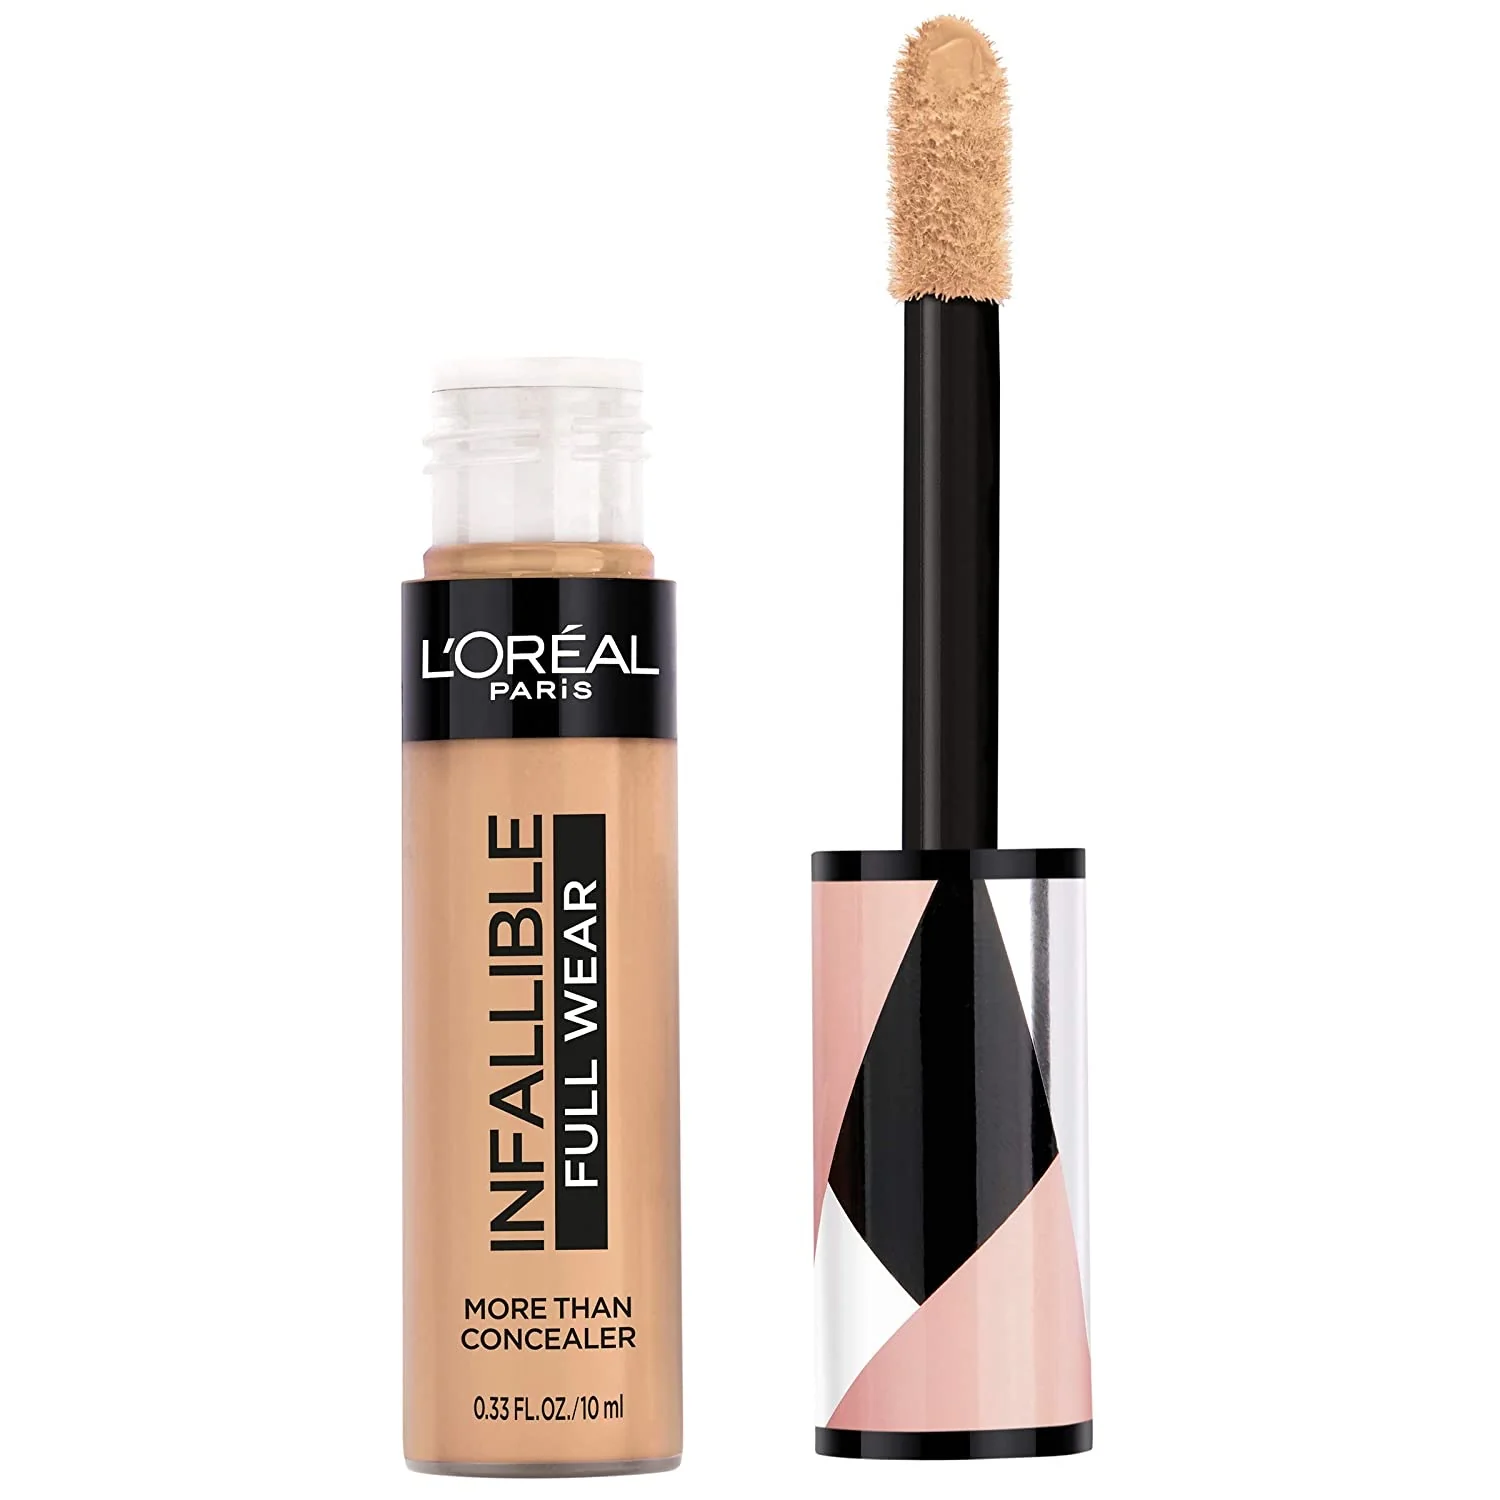 L'ORÉAL
PARiS
INFALLIBLE
FULL WEAR
MORE THAN
CONCEALER
0.33 FL.OZ./10 ml